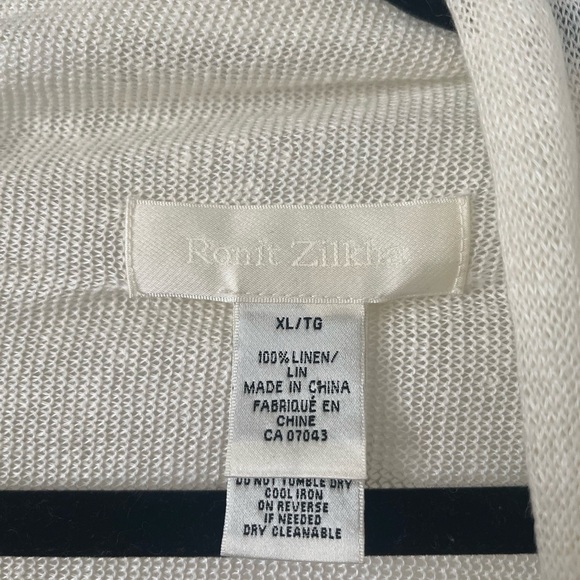 Ronit Zilkha
XL/TG
100% LINEN/
LIN
MADE IN CHINA
FABRIQUÉ EN
CHINE
CA 07043
DO NOT TUMBLE DRY
COOL IRON
ON REVERSE
IF NEEDED
DRY CLEANABLE